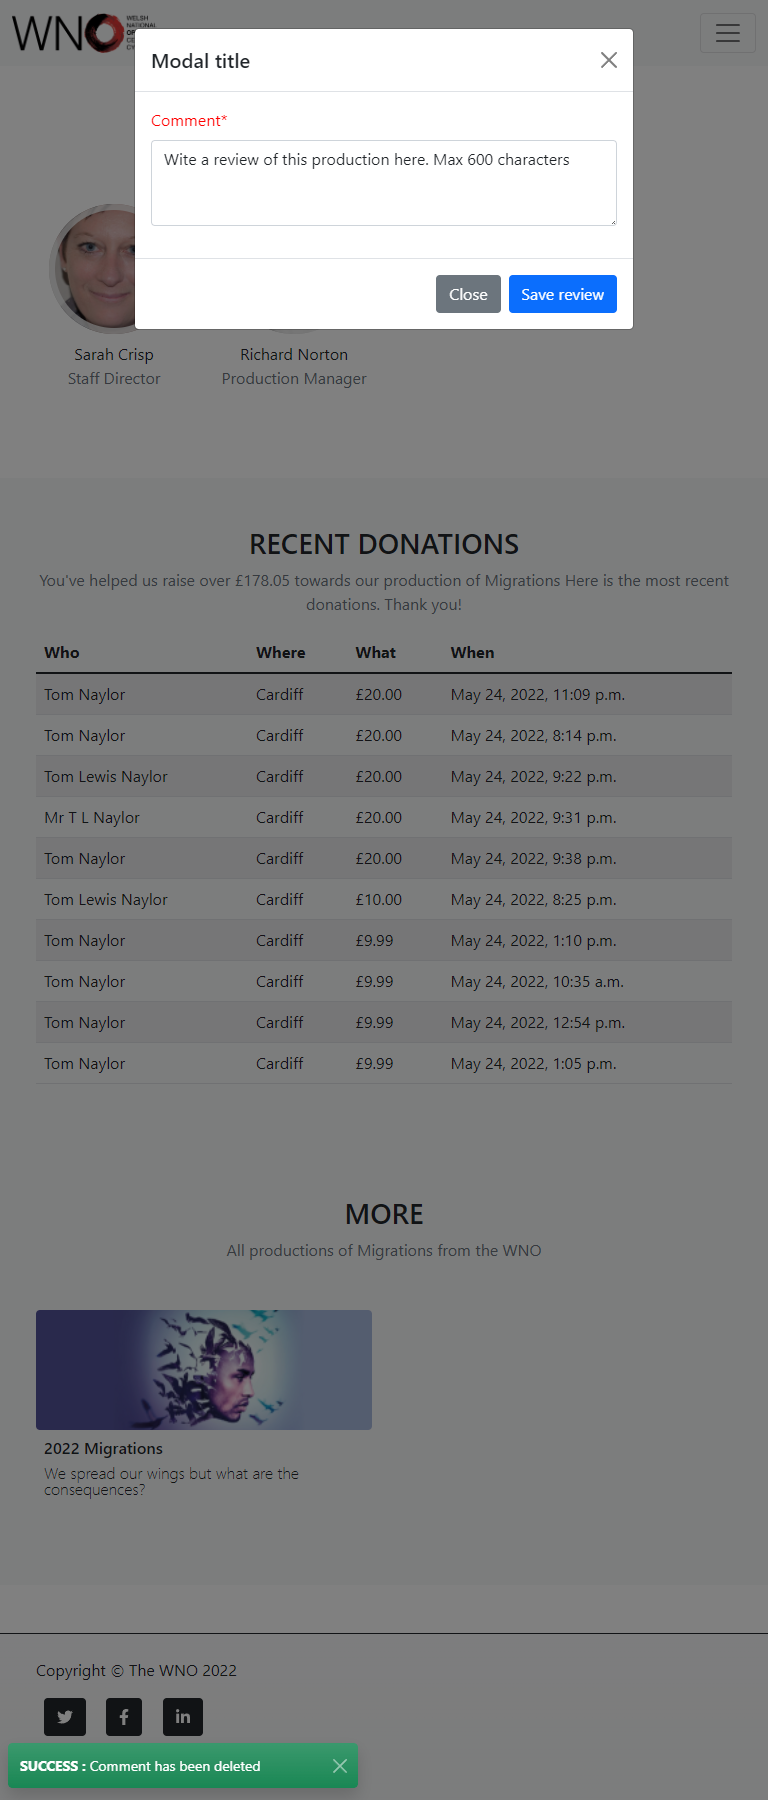 WNO
WELSH
NATIONAL
Modal title
Comment*
Wite a review of this production here. Max 600 characters
Close
Save review
Sarah Crisp
Richard Norton
Staff Director
Production Manager
RECENT DONATIONS
You've helped us raise over £178.05 towards our production of Migrations Here is the most recent
donations. Thank you!
Who Where What When
Tom Naylor Cardiff £20.00 May 24, 2022, 11:09 p.m.
Tom Naylor Cardiff £20.00 May 24, 2022, 8:14 p.m.
Tom Lewis Naylor Cardiff £20.00 May 24, 2022, 9:22 p.m.
Mr T L Naylor Cardiff £20.00 May 24, 2022, 9:31 p.m.
Tom Naylor Cardiff £20.00 May 24, 2022, 9:38 p.m.
Tom Lewis Naylor Cardiff £10.00 May 24, 2022, 8:25 p.m.
Tom Naylor Cardiff £9.99 May 24, 2022, 1:10 p.m.
Tom Naylor Cardiff £9.99 May 24, 2022, 10:35 a.m.
Tom Naylor Cardiff £9.99 May 24, 2022, 12:54 p.m.
Tom Naylor Cardiff £9.99 May 24, 2022, 1:05 p.m.
MORE
All productions of Migrations from the WNO
2022 Migrations
We spread our wings but what are the
consequences?
Copyright © The WNO 2022
SUCCESS : Comment has been deleted